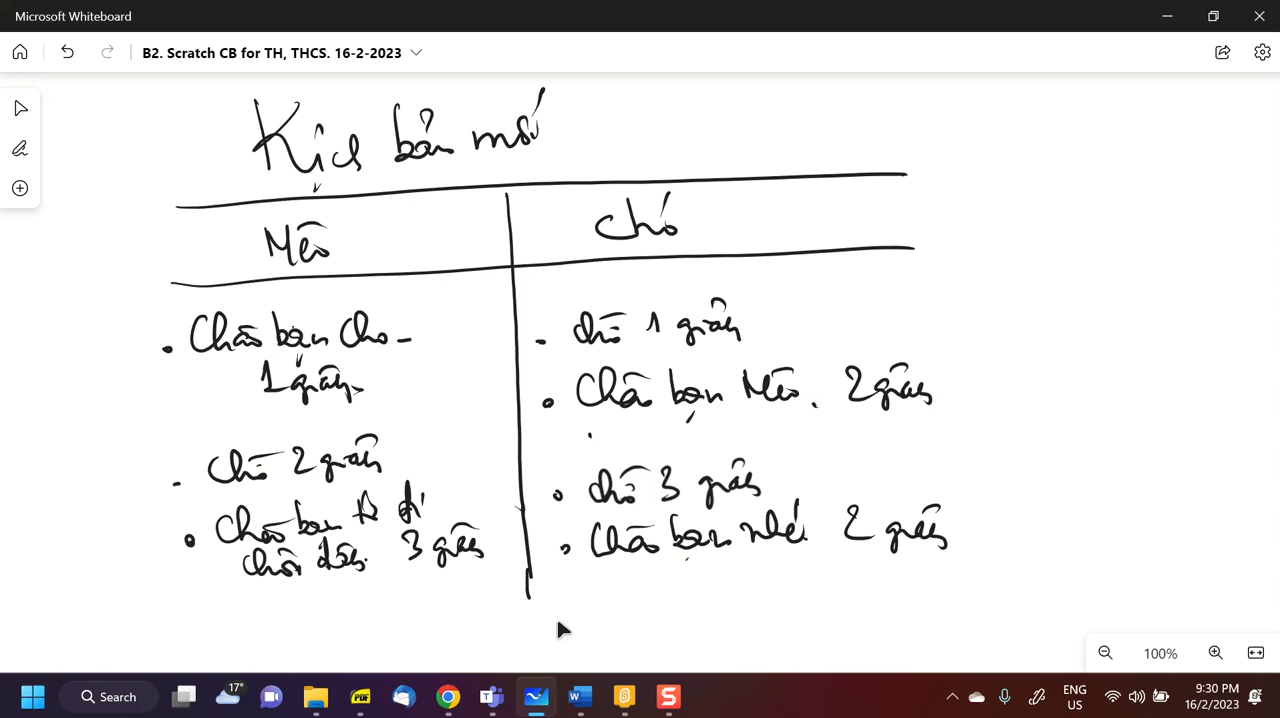 Microsoft Whiteboard
B2. Scratch CB for TH, THCS. 16-2-2023
Kịch bản mới
Mèo
Chó
Chào bạn Chó
1 giây
chờ 2 giây
Chào bạn tớ đi
chơi đây. 3 giây
chờ 1 giây
Chào bạn Mèo. 2 giây
chờ 3 giây
Chào bạn nhé! 2 giây
100%
17°
Search
PDF
ENG
US
9:30 PM
16/2/2023